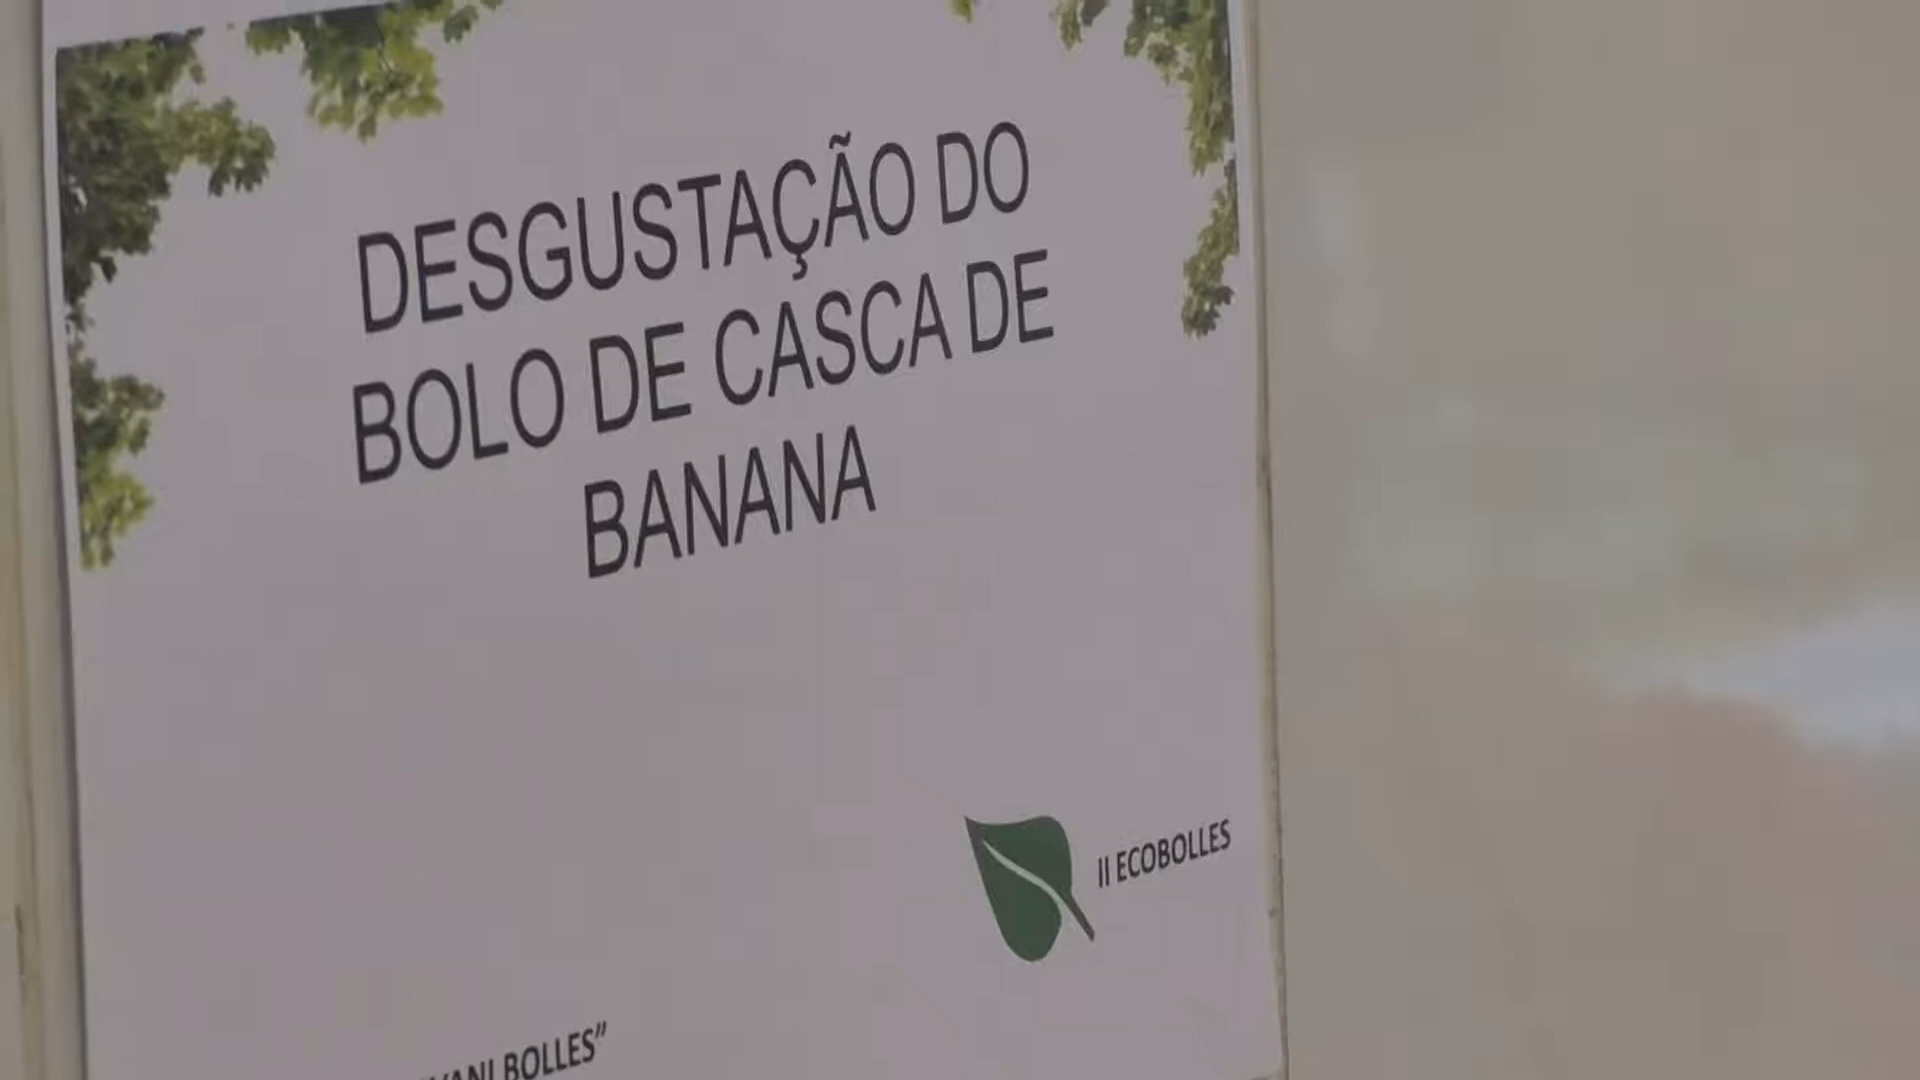 DESGUSTAÇÃO DO
BOLO DE CASCA DE
BANANA
II ECOBOLLES
BOLLES”